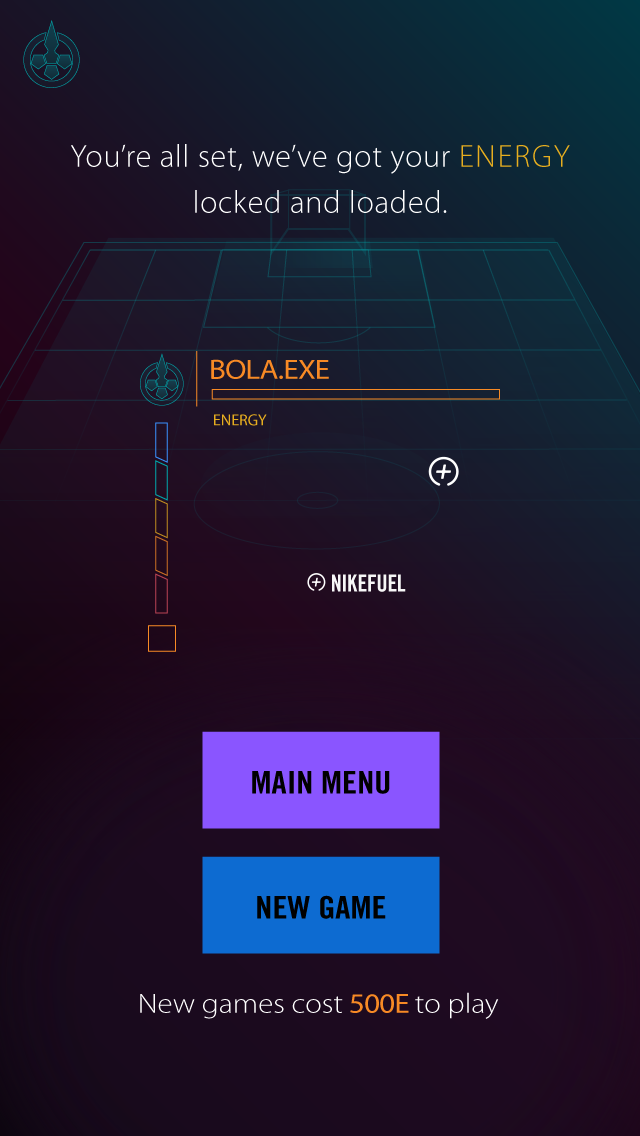 You're all set, we've got your ENERGY
locked and loaded.
BOLA.EXE
ENERGY
NIKEFUEL
MAIN MENU
NEW GAME
New games cost 500E to play